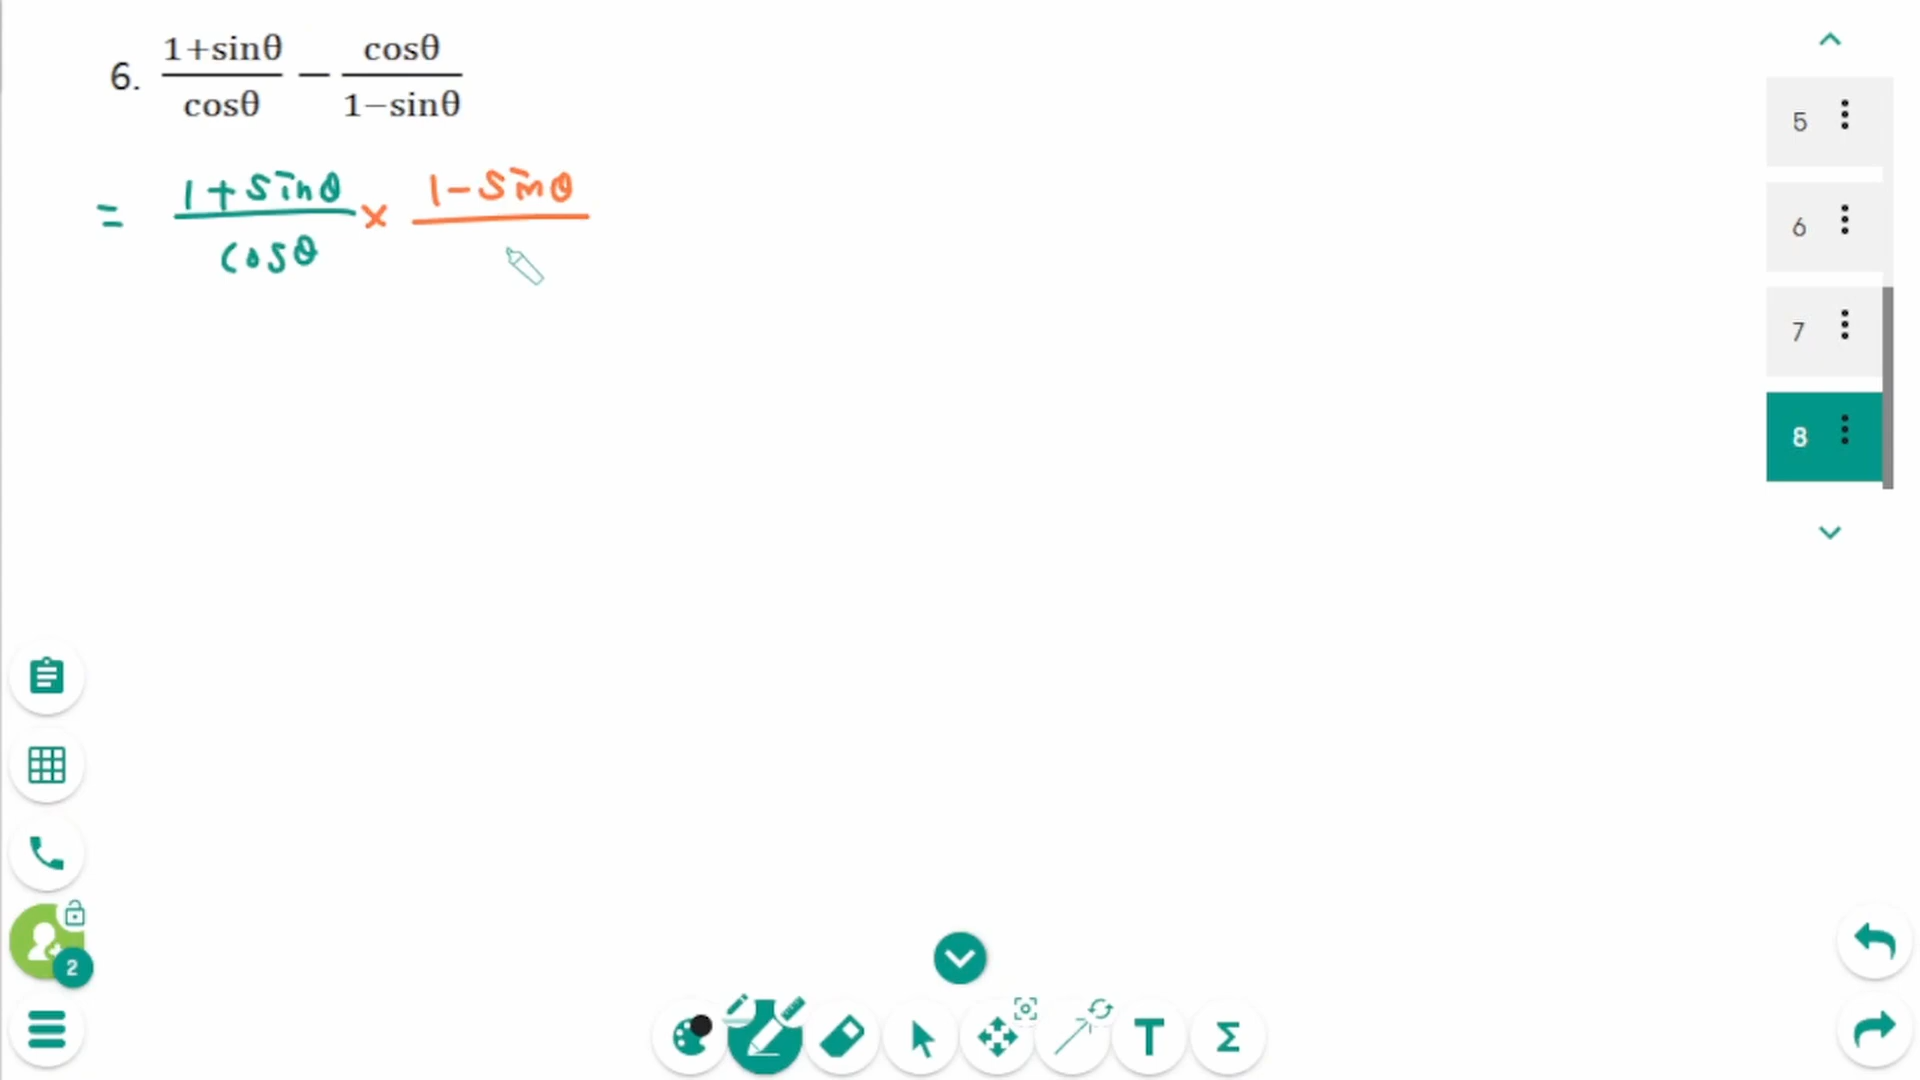 6. (1+sinθ)/cosθ − cosθ/(1−sinθ)
= (1+sinθ)/cosθ × (1−sinθ)/
5
6
7
8
2
T
Σ